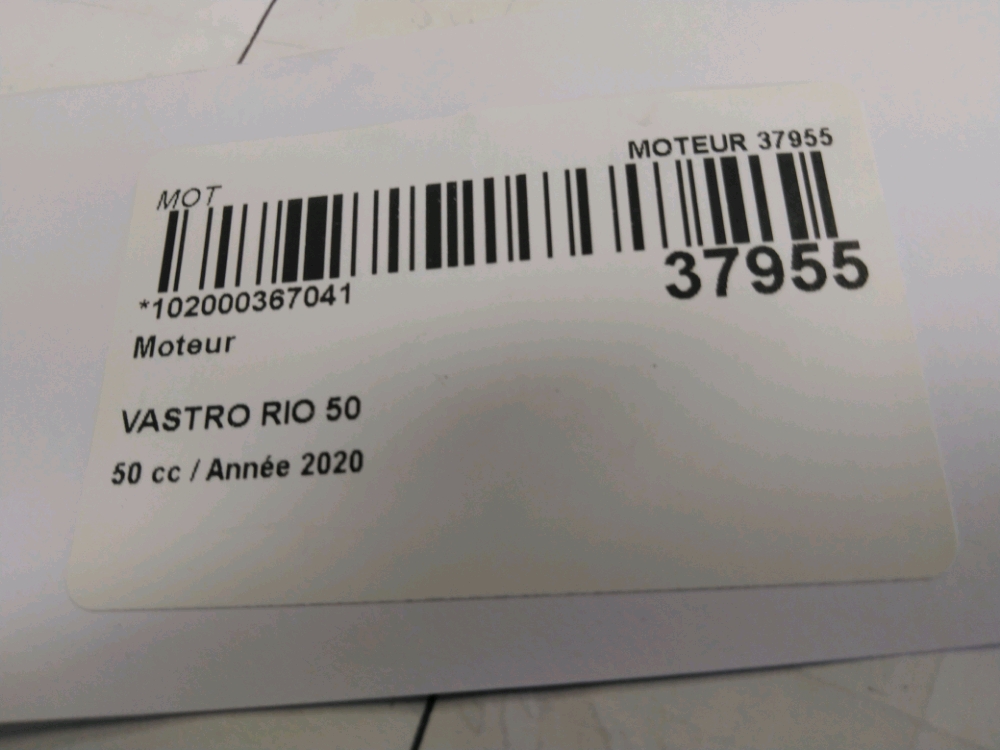 MOTEUR 37955
MOT
*102000367041
37955
Moteur
VASTRO RIO 50
50 cc / Année 2020